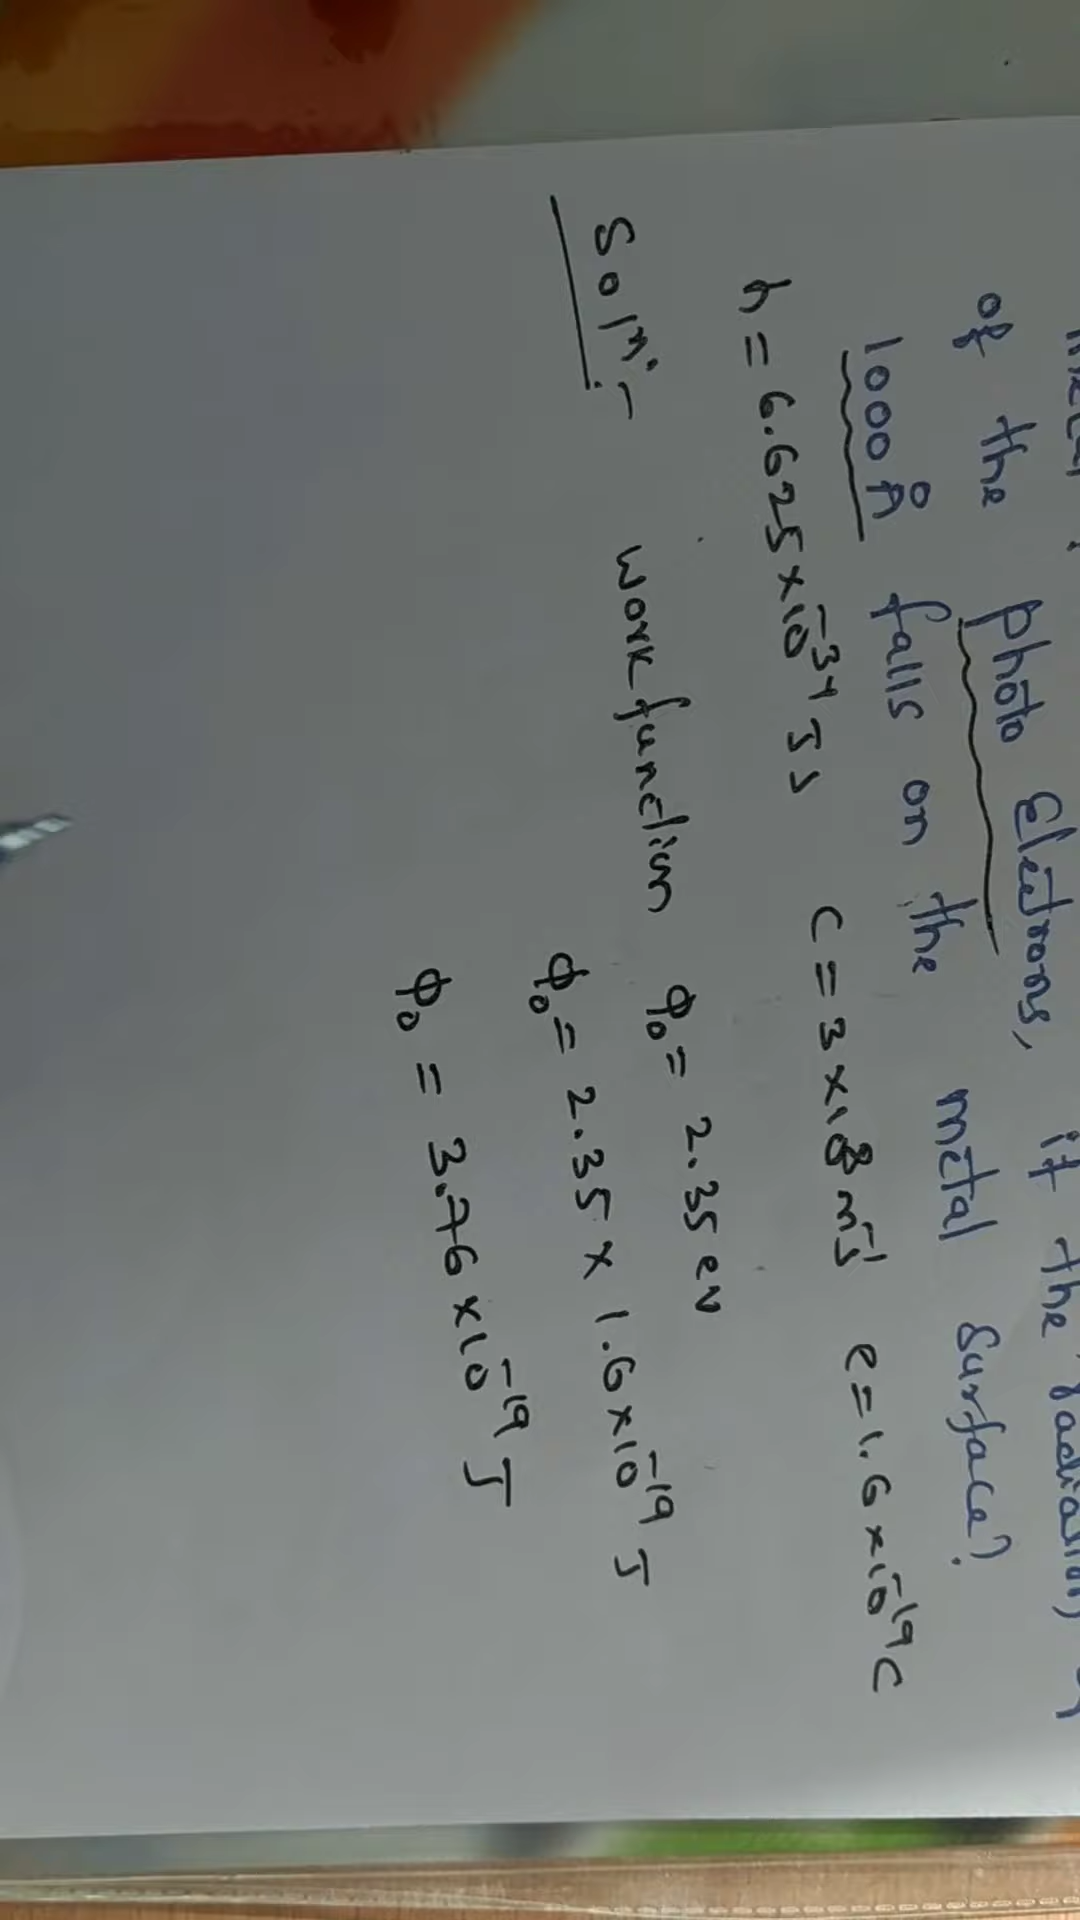 of the photo Electrons, if the
1000 Å falls on the metal surface?
h = 6.625×10⁻³⁴ Js C = 3×10⁸ ms⁻¹ e = 1.6×10⁻¹⁹ C
Soln:- Work function φ₀ = 2.35 ev
φ₀ = 2.35 × 1.6×10⁻¹⁹ J
φ₀ = 3.76×10⁻¹⁹ J